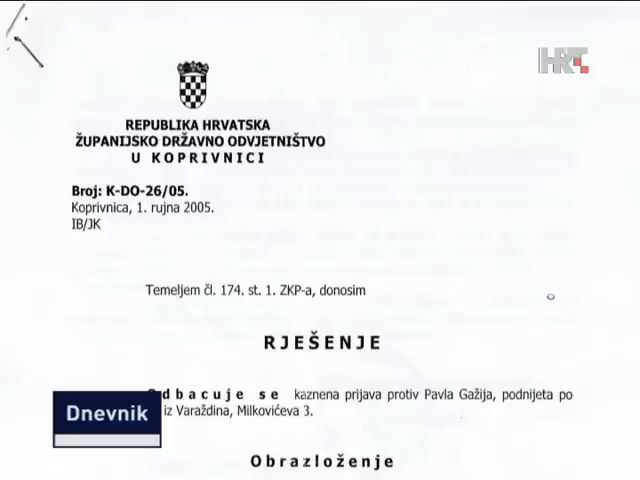 HRT
REPUBLIKA HRVATSKA
ŽUPANIJSKO DRŽAVNO ODVJETNIŠTVO
U KOPRIVNICI
Broj: K-DO-26/05.
Koprivnica, 1. rujna 2005.
IB/JK
Temeljem čl. 174. st. 1. ZKP-a, donosim
RJEŠENJE
Odbacuje se kaznena prijava protiv Pavla Gažija, podnijeta po
iz Varaždina, Milkovićeva 3.
Dnevnik
Obrazloženje